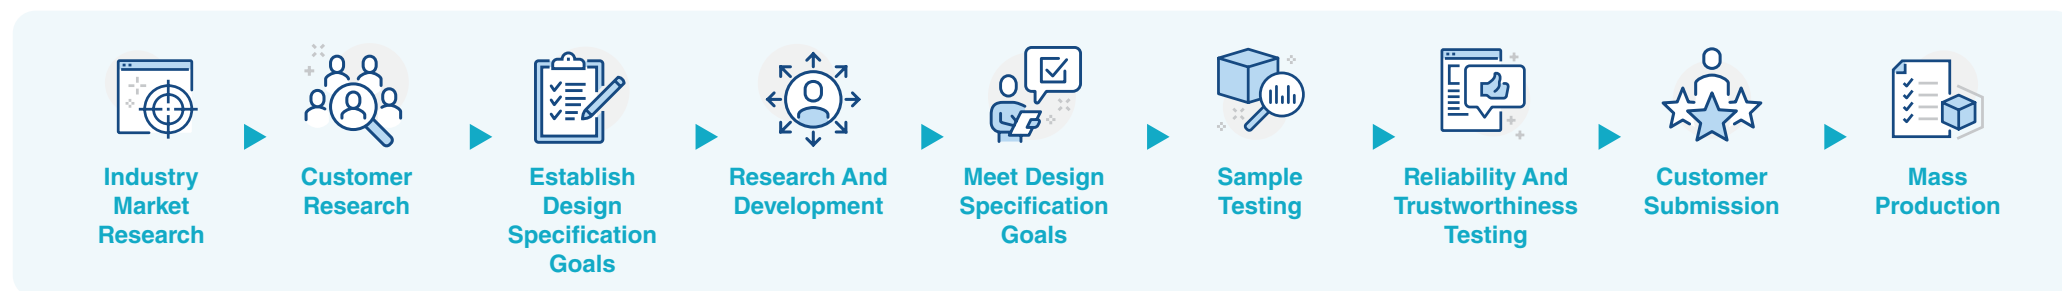 Industry
Market
Research
Customer
Research
Establish
Design
Specification
Goals
Research And
Development
Meet Design
Specification
Goals
Sample
Testing
Reliability And
Trustworthiness
Testing
Customer
Submission
Mass
Production